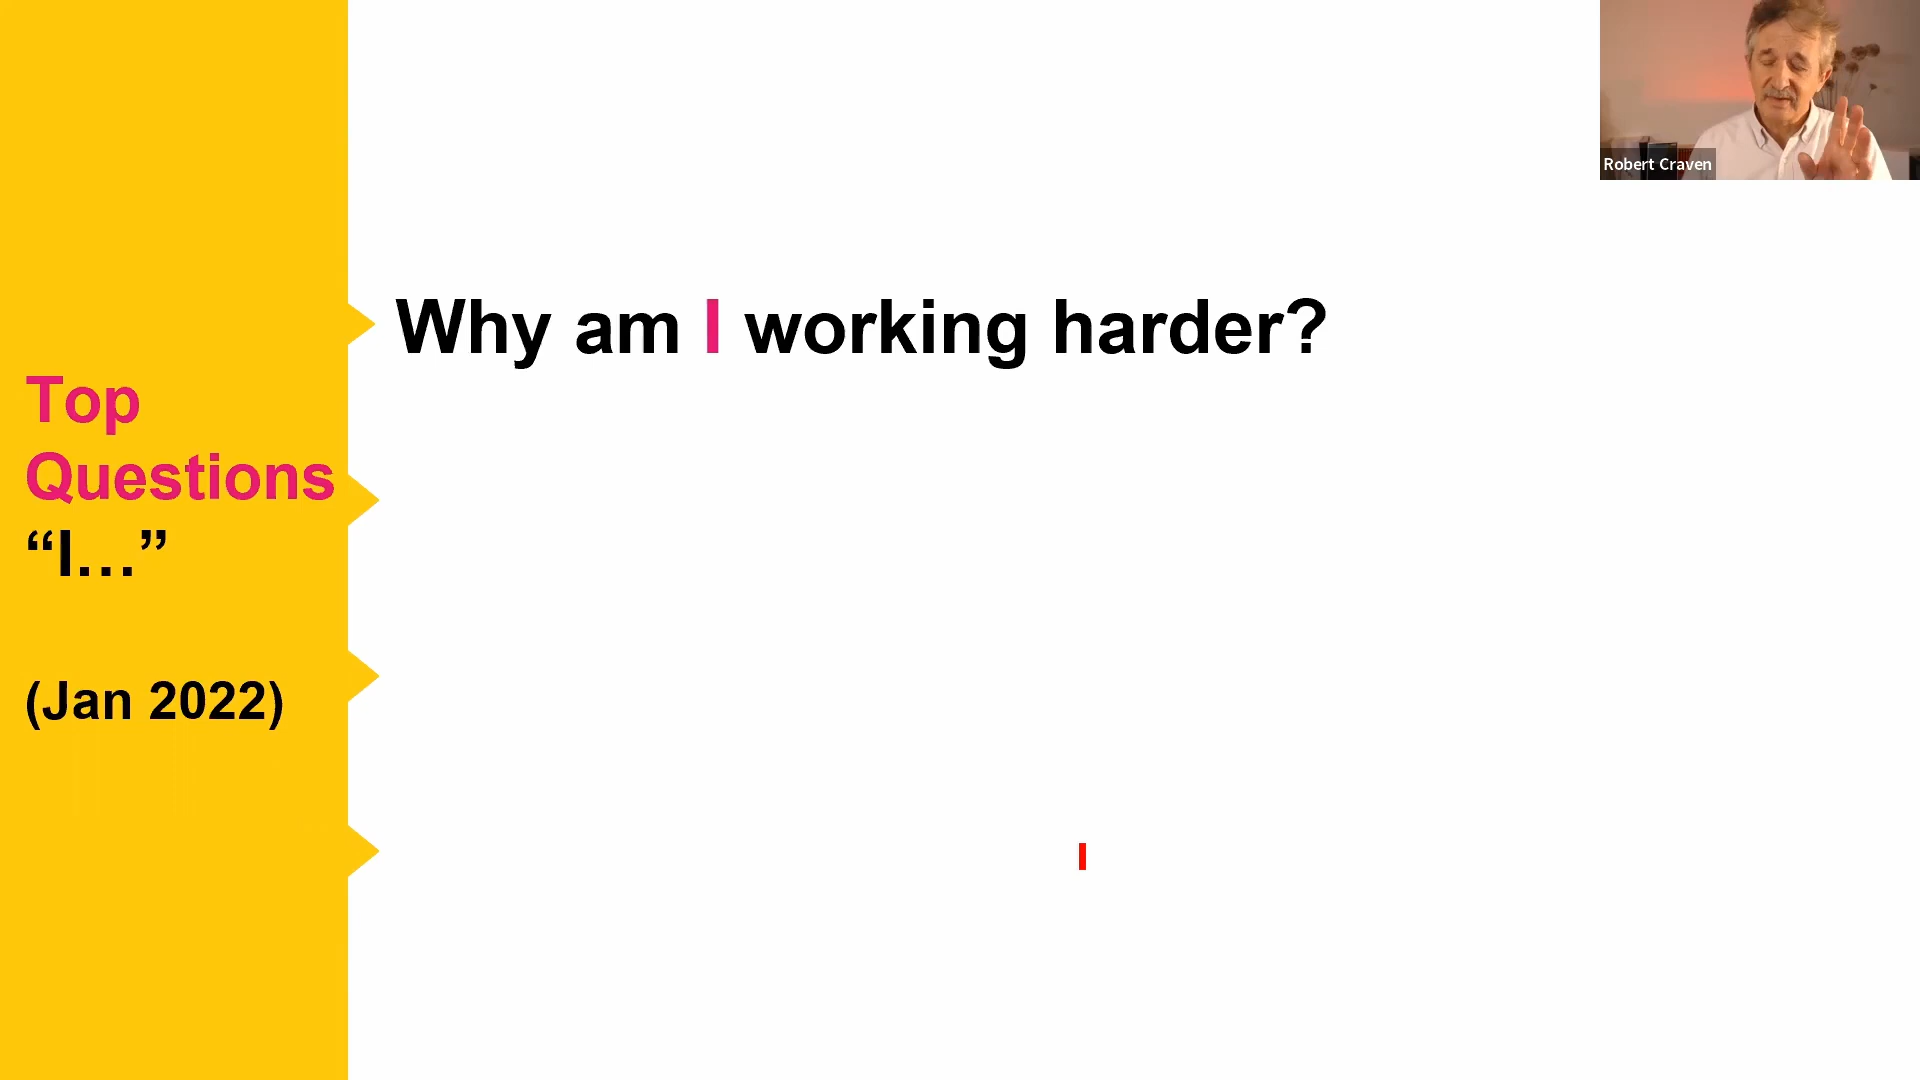 Robert Craven
Why am I working harder?
Top
Questions
“I…”
(Jan 2022)
I